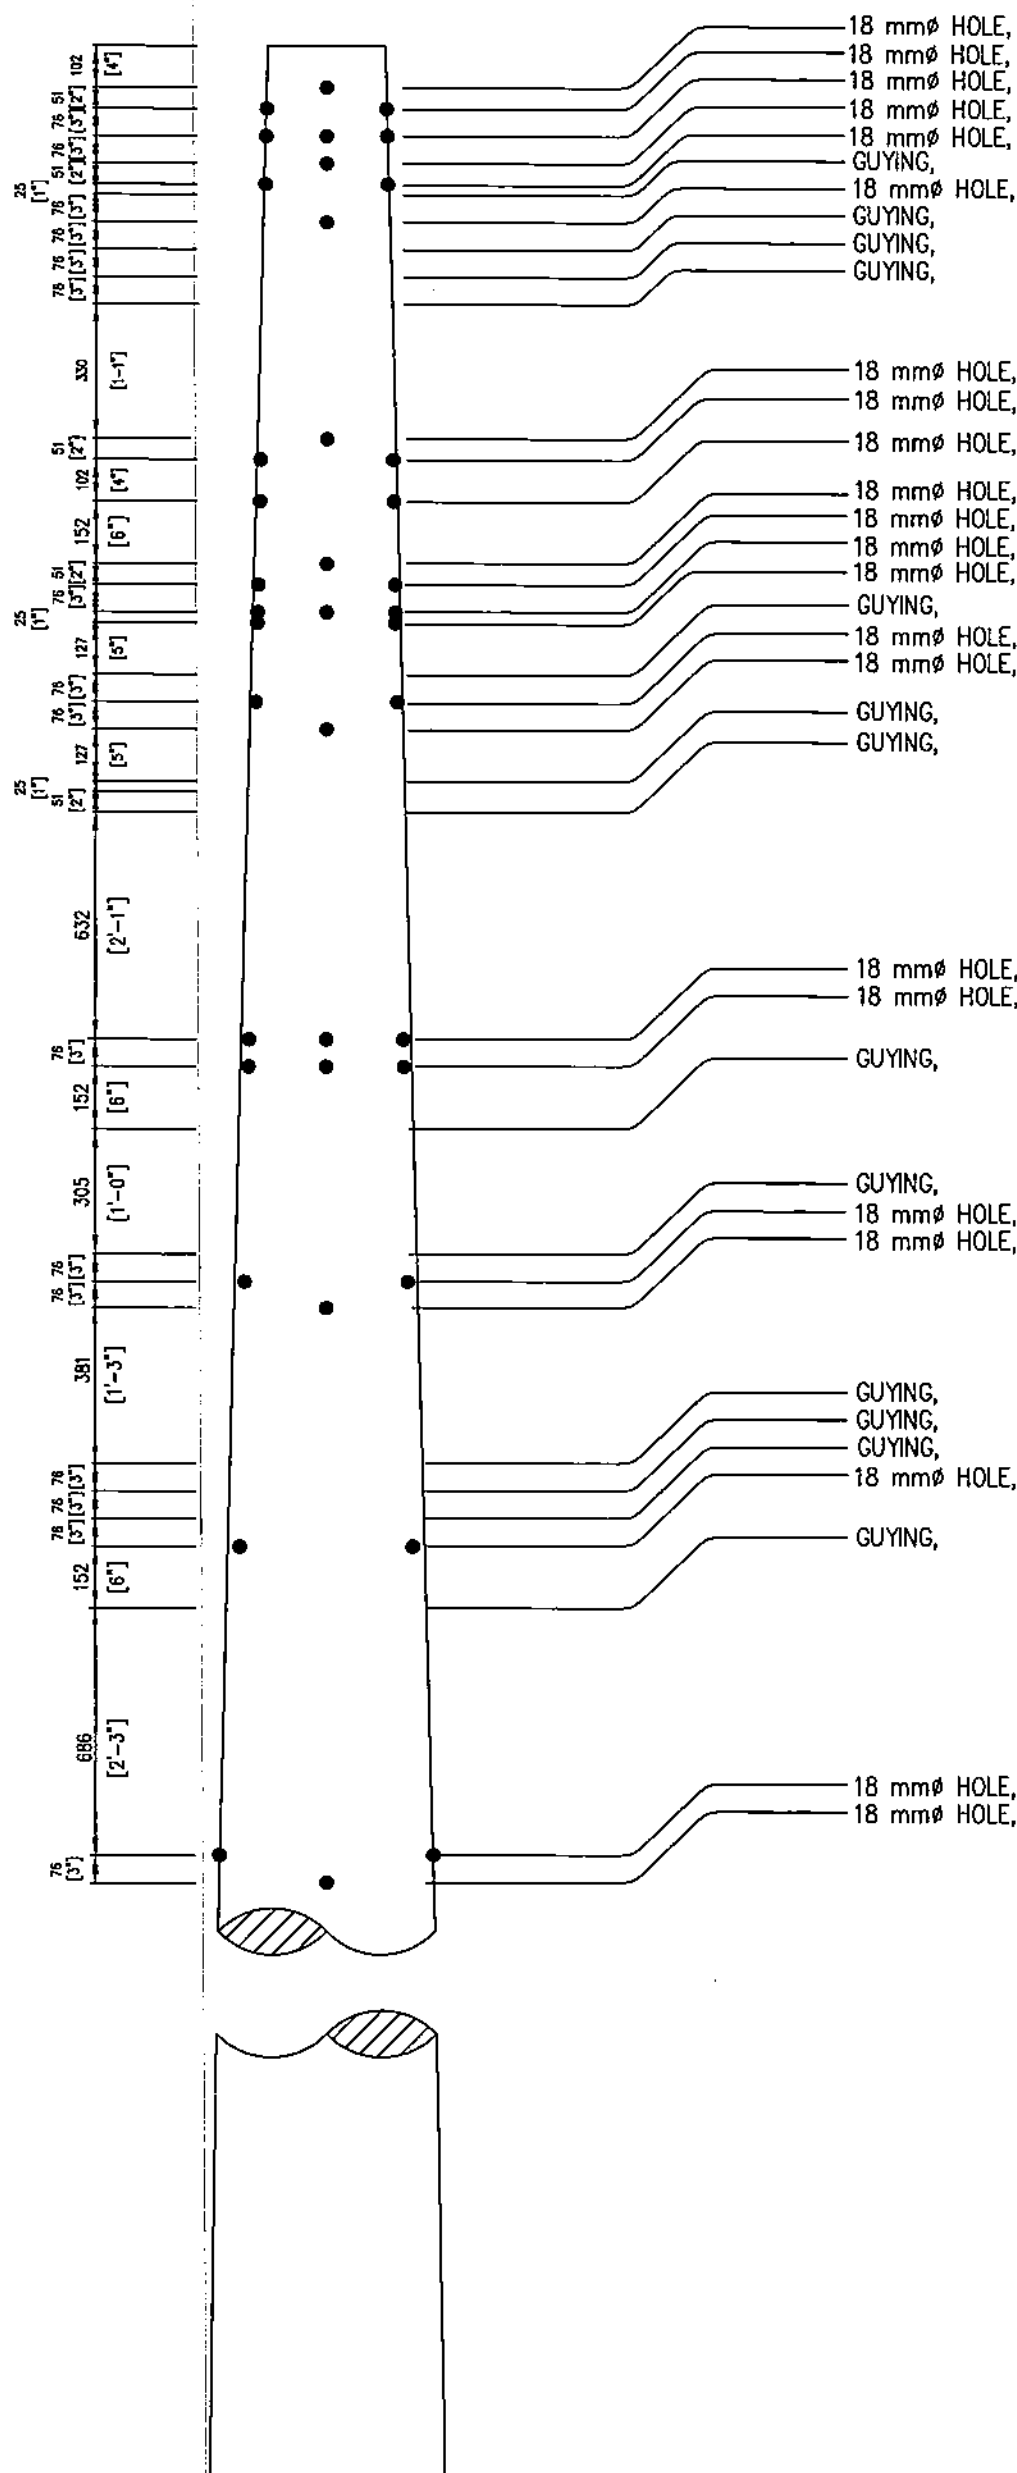 18 mmø HOLE,
18 mmø HOLE,
18 mmø HOLE,
18 mmø HOLE,
18 mmø HOLE,
GUYING,
18 mmø HOLE,
GUYING,
GUYING,
GUYING,
18 mmø HOLE,
18 mmø HOLE,
18 mmø HOLE,
18 mmø HOLE,
18 mmø HOLE,
18 mmø HOLE,
18 mmø HOLE,
GUYING,
18 mmø HOLE,
18 mmø HOLE,
GUYING,
GUYING,
18 mmø HOLE,
18 mmø HOLE,
GUYING,
GUYING,
18 mmø HOLE,
18 mmø HOLE,
GUYING,
GUYING,
GUYING,
18 mmø HOLE,
GUYING,
18 mmø HOLE,
18 mmø HOLE,
102 [4"]
51 [2"]
76 [3"]
76 [3"]
51 [2"]
25 [1"]
76 [3"]
76 [3"]
76 [3"]
76 [3"]
330 [1-1"]
51 [2"]
102 [4"]
152 [6"]
51 [2"]
76 [3"]
25 [1"]
127 [5"]
76 [3"]
76 [3"]
127 [5"]
25 [1"]
51 [2"]
632 [2'-1"]
76 [3"]
152 [6"]
305 [1'-0"]
76 [3"]
76 [3"]
381 [1'-3"]
76 [3"]
76 [3"]
76 [3"]
152 [6"]
686 [2'-3"]
76 [3"]